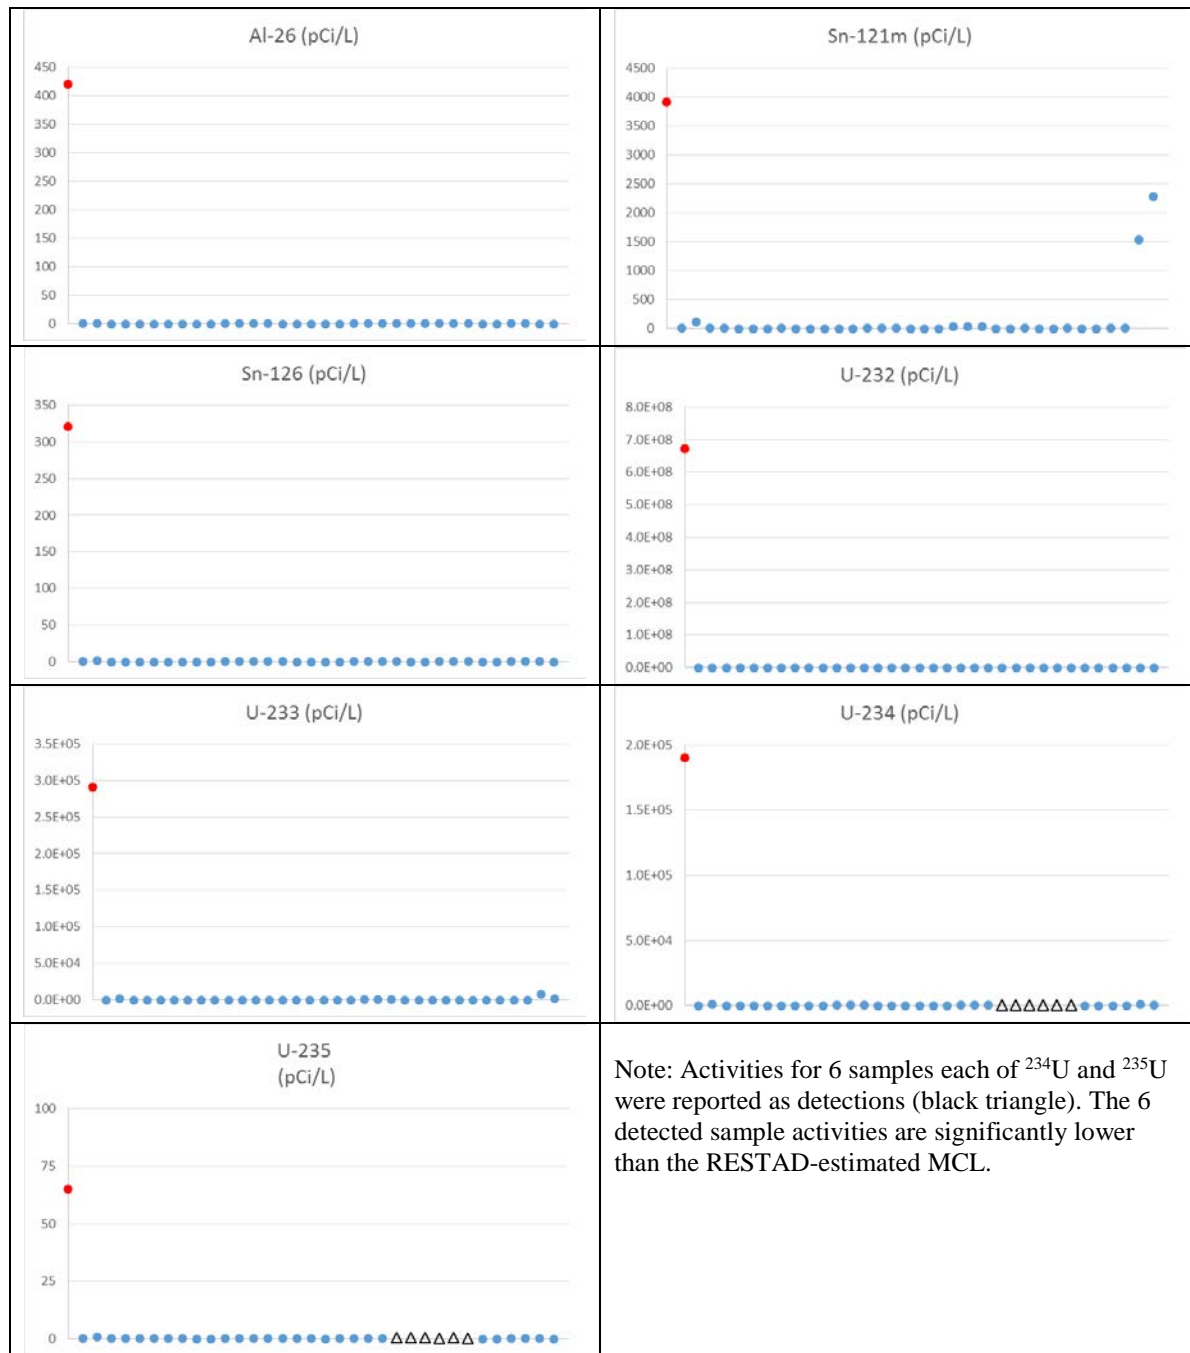 Al-26 (pCi/L)
450
400
350
300
250
200
150
100
50
0
Sn-121m (pCi/L)
4500
4000
3500
3000
2500
2000
1500
1000
500
0
Sn-126 (pCi/L)
350
300
250
200
150
100
50
0
U-232 (pCi/L)
8.0E+08
7.0E+08
6.0E+08
5.0E+08
4.0E+08
3.0E+08
2.0E+08
1.0E+08
0.0E+00
U-233 (pCi/L)
3.5E+05
3.0E+05
2.5E+05
2.0E+05
1.5E+05
1.0E+05
5.0E+04
0.0E+00
U-234 (pCi/L)
2.0E+05
1.5E+05
1.0E+05
5.0E+04
0.0E+00
U-235
(pCi/L)
100
75
50
25
0
Note: Activities for 6 samples each of ²³⁴U and ²³⁵U
were reported as detections (black triangle). The 6
detected sample activities are significantly lower
than the RESTAD-estimated MCL.